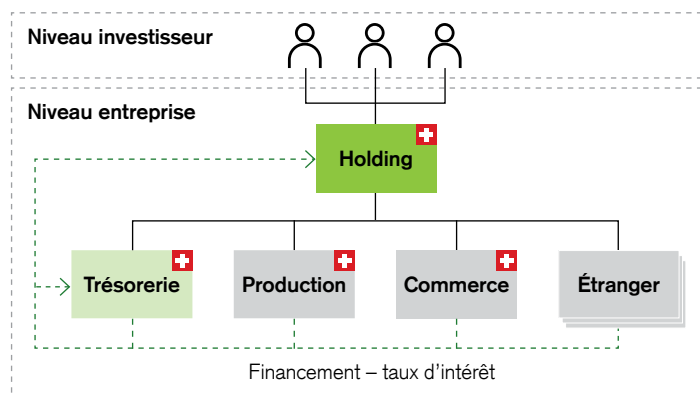 Niveau investisseur
Niveau entreprise
Holding
Trésorerie
Production
Commerce
Étranger
Financement – taux d'intérêt